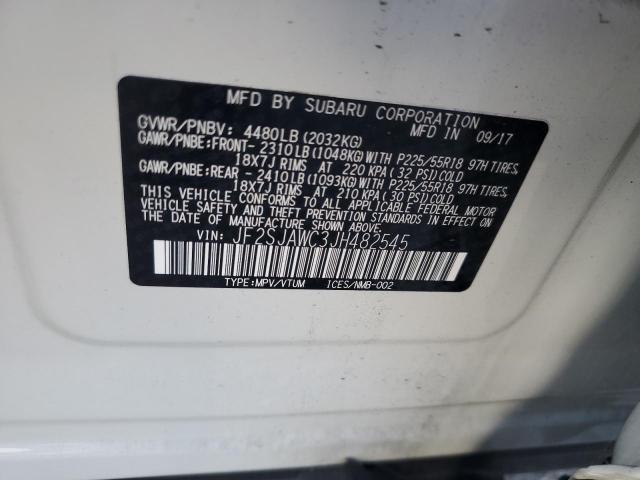 MFD BY SUBARU CORPORATION
GVWR/PNBV: 4480LB(2032KG) MFD IN 09/17
GAWR/PNBE:FRONT- 2310LB(1048KG)WITH P225/55R18 97H TIRES,
18X7J RIMS AT 220 KPA( 32 PSI)COLD
GAWR/PNBE:REAR - 2410LB(1093KG)WITH P225/55R18 97H TIRES,
18X7J RIMS AT 210 KPA( 30 PSI)COLD
THIS VEHICLE CONFORMS TO ALL APPLICABLE FEDERAL MOTOR
VEHICLE SAFETY, BUMPER, AND THEFT PREVENTION STANDARDS IN EFFECT ON THE
DATE OF MANUFACTURE SHOWN ABOVE.
VIN: JF2SJAWC3JH482545
TYPE:MPV/VTUM ICES/NMB-002